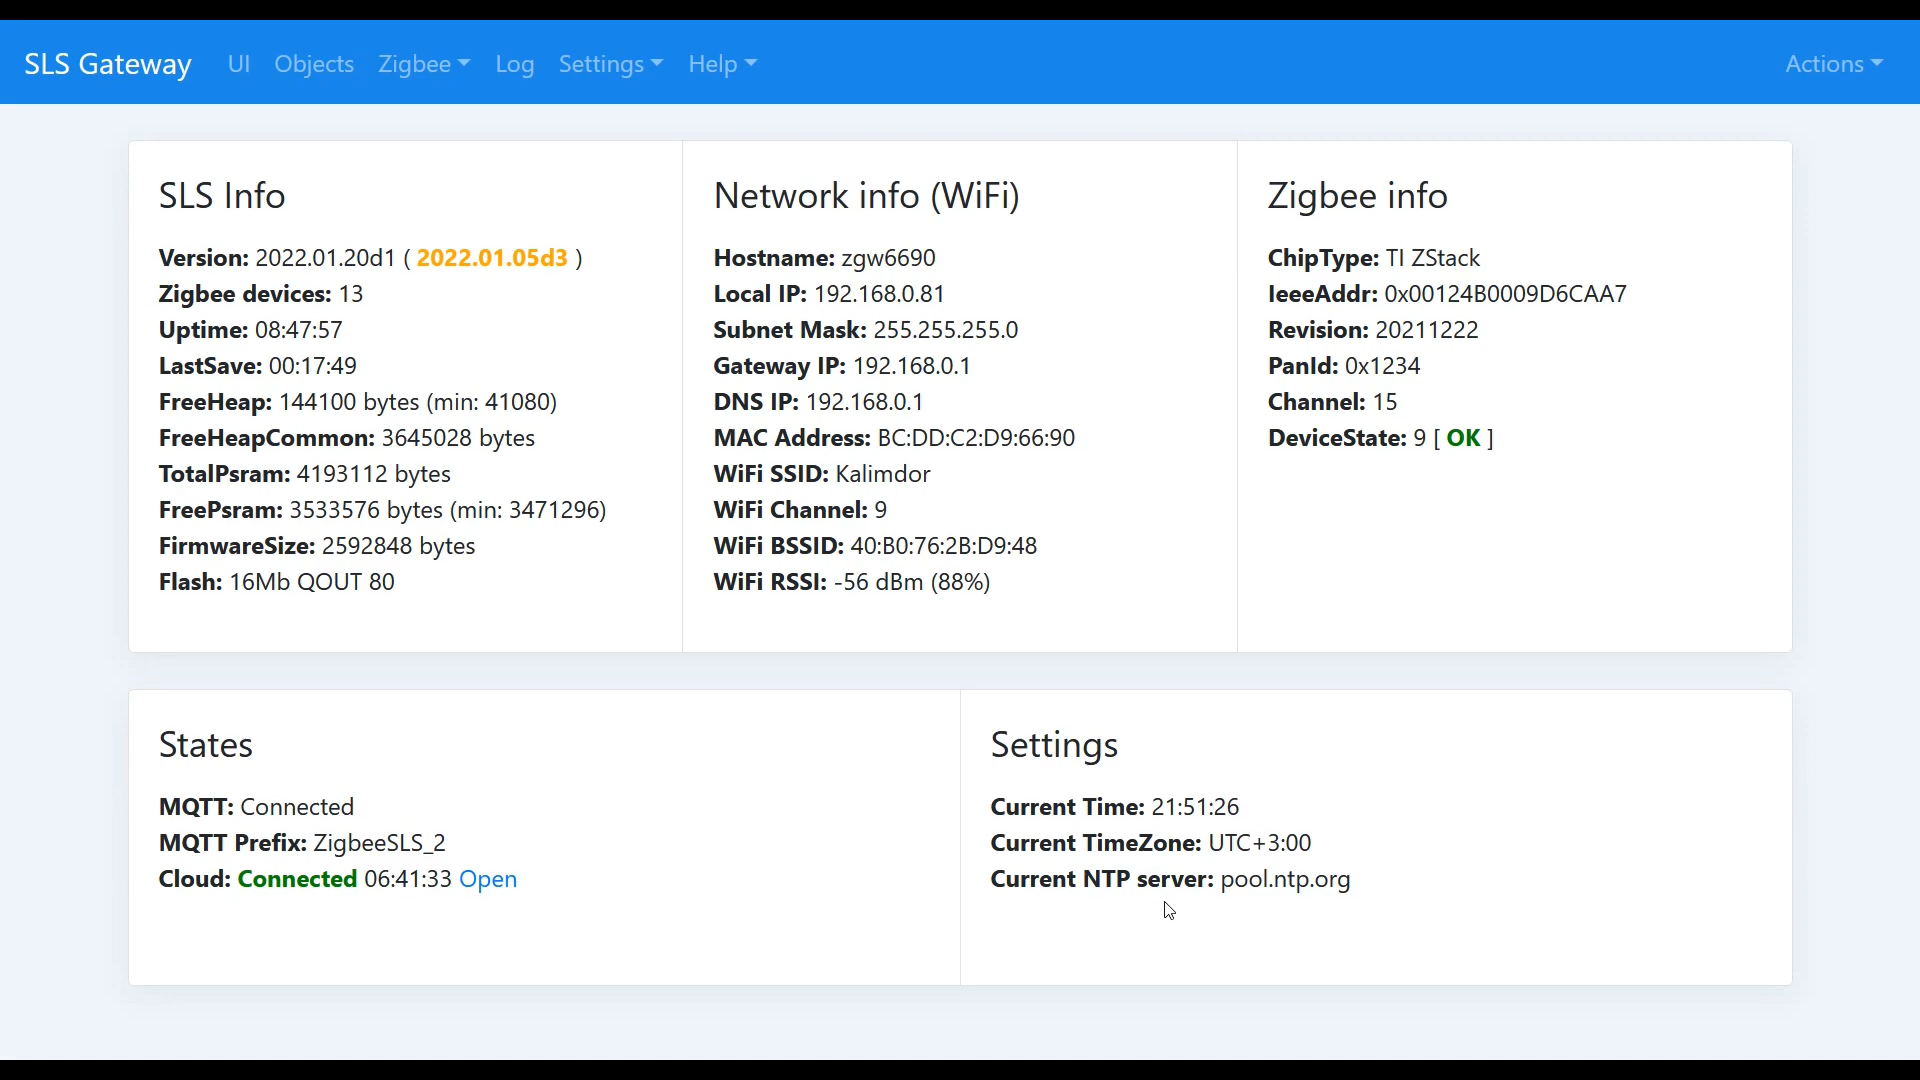 SLS Gateway UI Objects Zigbee Log Settings Help Actions
SLS Info
Version: 2022.01.20d1 ( 2022.01.05d3 )
Zigbee devices: 13
Uptime: 08:47:57
LastSave: 00:17:49
FreeHeap: 144100 bytes (min: 41080)
FreeHeapCommon: 3645028 bytes
TotalPsram: 4193112 bytes
FreePsram: 3533576 bytes (min: 3471296)
FirmwareSize: 2592848 bytes
Flash: 16Mb QOUT 80
Network info (WiFi)
Hostname: zgw6690
Local IP: 192.168.0.81
Subnet Mask: 255.255.255.0
Gateway IP: 192.168.0.1
DNS IP: 192.168.0.1
MAC Address: BC:DD:C2:D9:66:90
WiFi SSID: Kalimdor
WiFi Channel: 9
WiFi BSSID: 40:B0:76:2B:D9:48
WiFi RSSI: -56 dBm (88%)
Zigbee info
ChipType: TI ZStack
IeeeAddr: 0x00124B0009D6CAA7
Revision: 20211222
PanId: 0x1234
Channel: 15
DeviceState: 9 [ OK ]
States
MQTT: Connected
MQTT Prefix: ZigbeeSLS_2
Cloud: Connected 06:41:33 Open
Settings
Current Time: 21:51:26
Current TimeZone: UTC+3:00
Current NTP server: pool.ntp.org